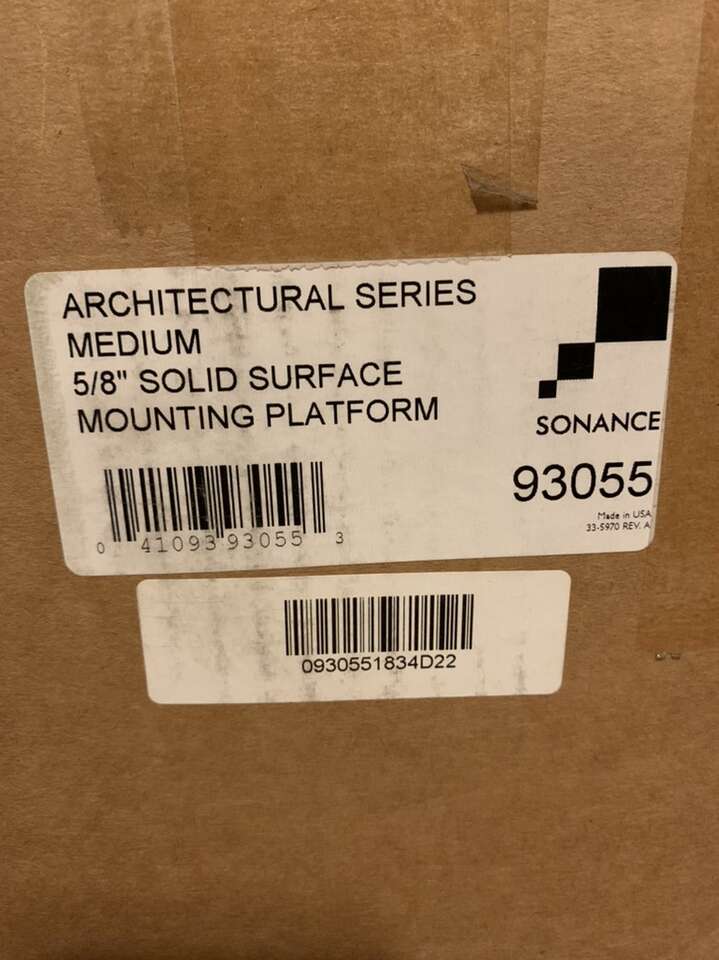 ARCHITECTURAL SERIES
MEDIUM
5/8" SOLID SURFACE
MOUNTING PLATFORM
SONANCE
93055
Made in USA
33-5970 REV. A
0 41093 93055 3
0930551834D22